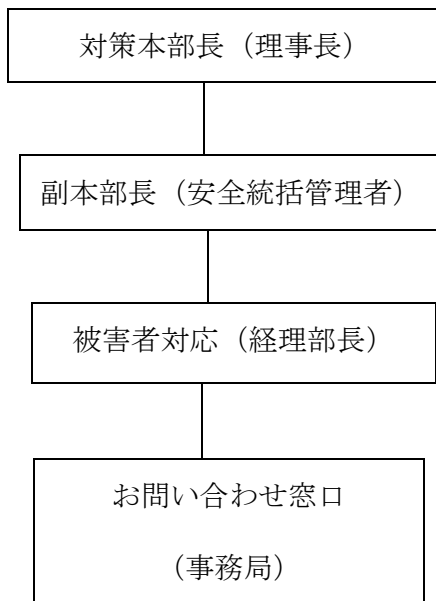 対策本部長（理事長）
副本部長（安全統括管理者）
被害者対応（経理部長）
お問い合わせ窓口
（事務局）